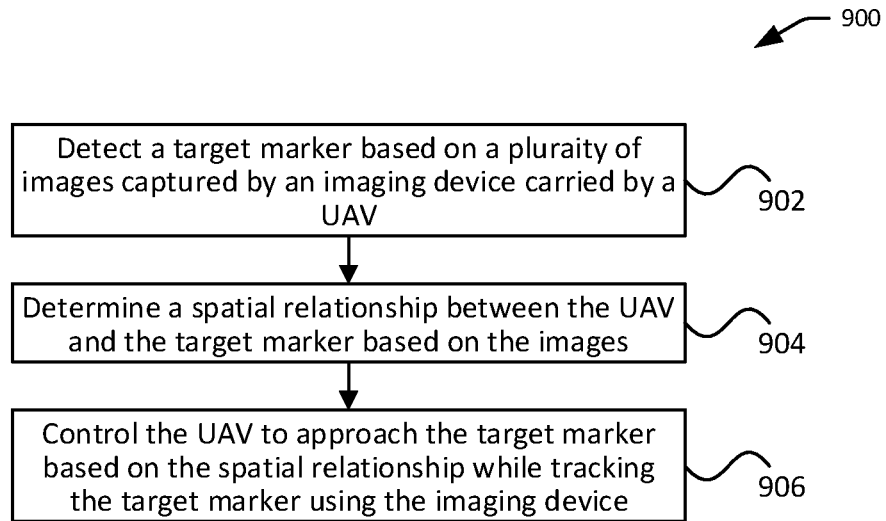 900
Detect a target marker based on a pluraity of
images captured by an imaging device carried by a
UAV
902
Determine a spatial relationship between the UAV
and the target marker based on the images
904
Control the UAV to approach the target marker
based on the spatial relationship while tracking
the target marker using the imaging device
906